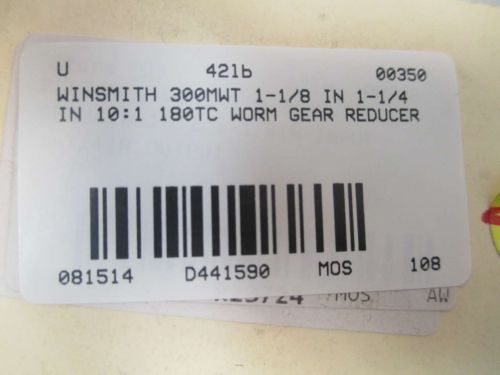 U 42lb 00350
WINSMITH 300MWT 1-1/8 IN 1-1/4
IN 10:1 180TC WORM GEAR REDUCER
081514 D441590 MOS 108
MOS AW